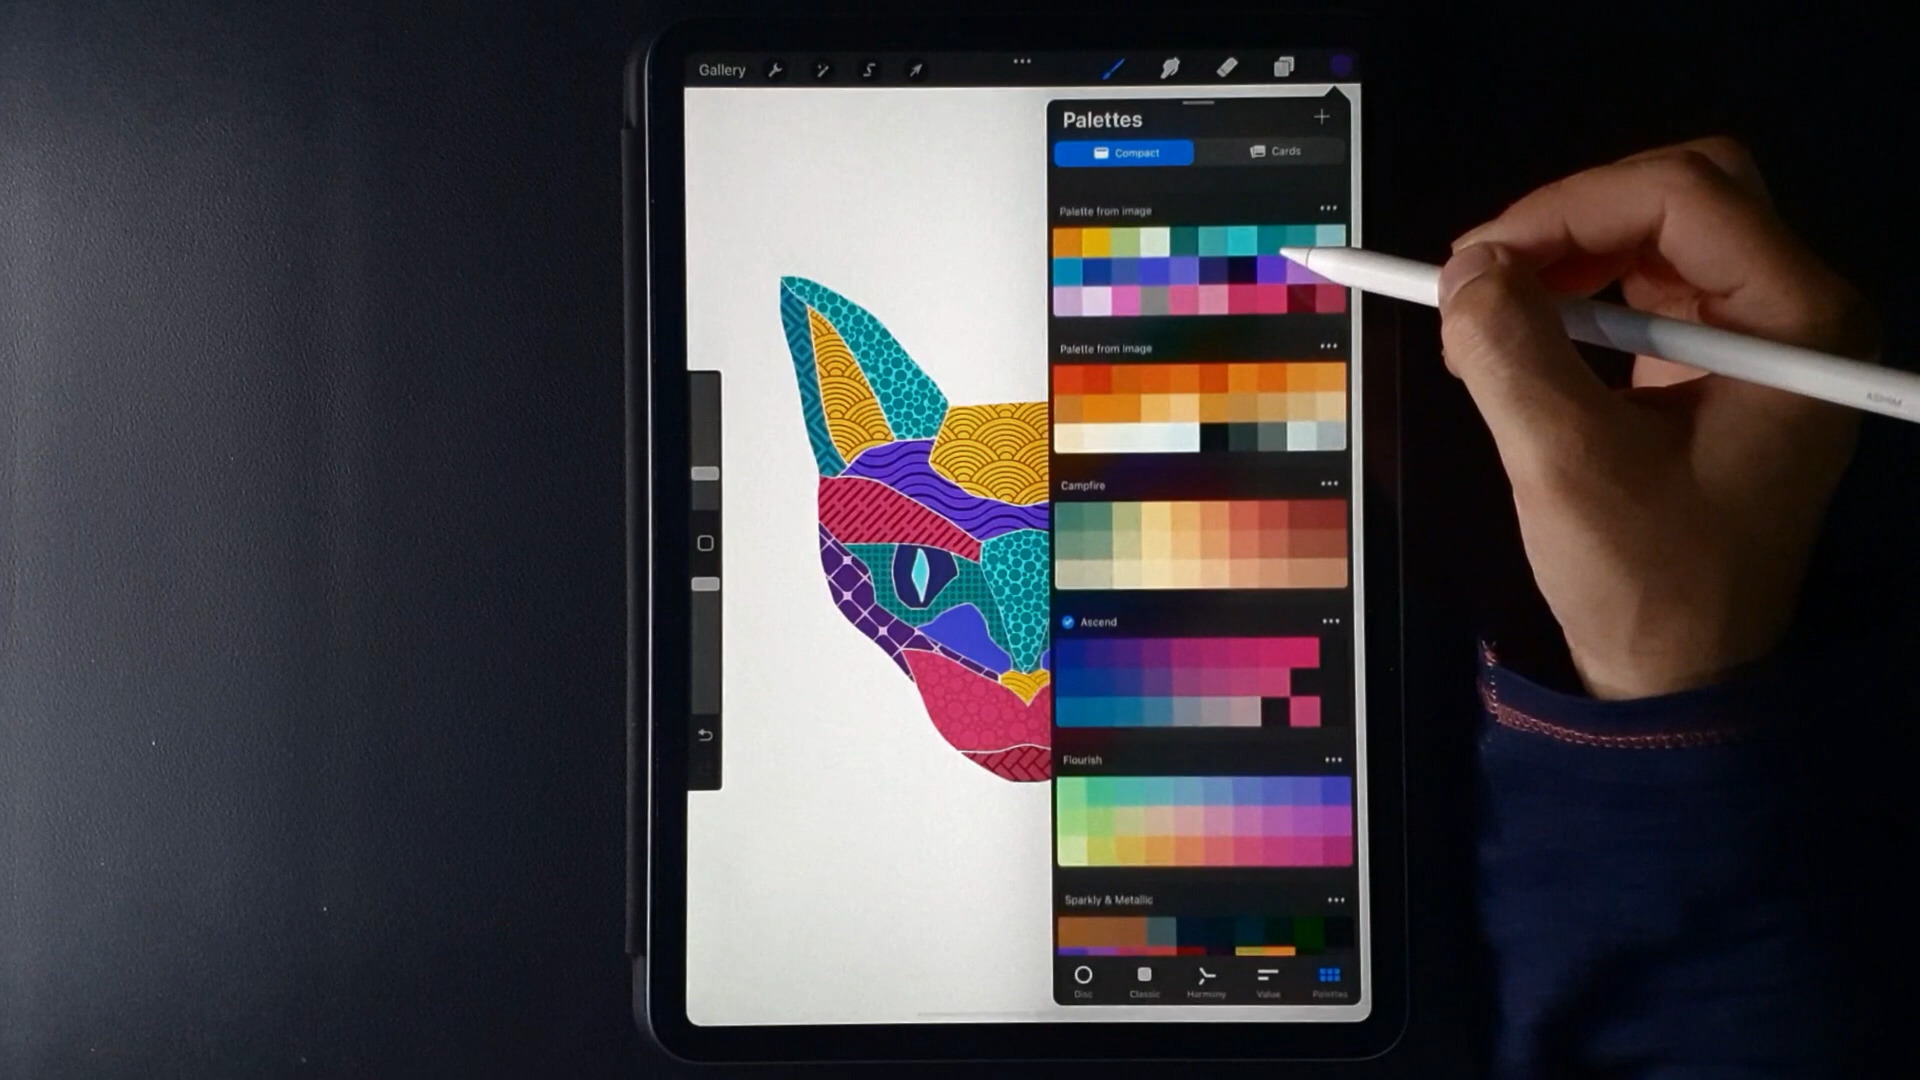 Gallery
Palettes
Compact
Cards
Palette from image
Palette from image
Campfire
Ascend
Flourish
Sparkly & Metallic
Disc
Classic
Harmony
Value
Palettes